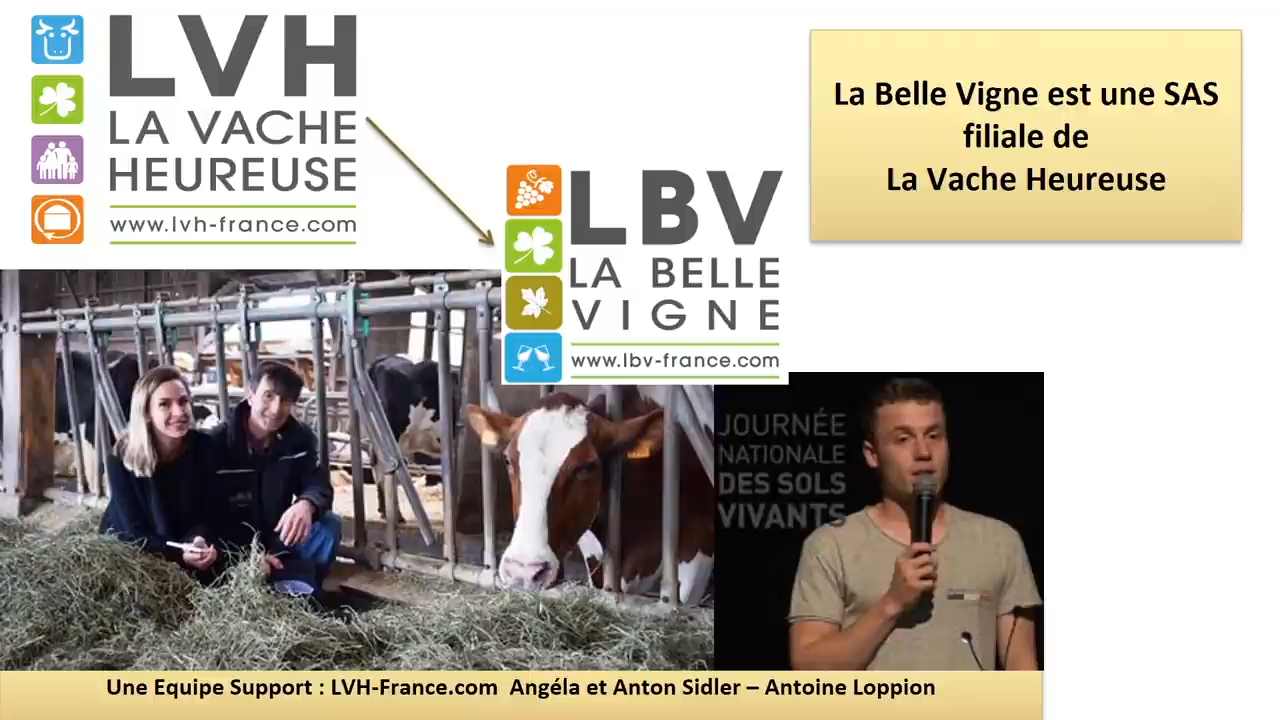 LVH
LA VACHE
HEUREUSE
www.lvh-france.com
La Belle Vigne est une SAS
filiale de
La Vache Heureuse
LBV
LA BELLE
VIGNE
www.lbv-france.com
JOURNÉE
NATIONALE
DES SOLS
VIVANTS
Une Equipe Support : LVH-France.com Angéla et Anton Sidler – Antoine Loppion